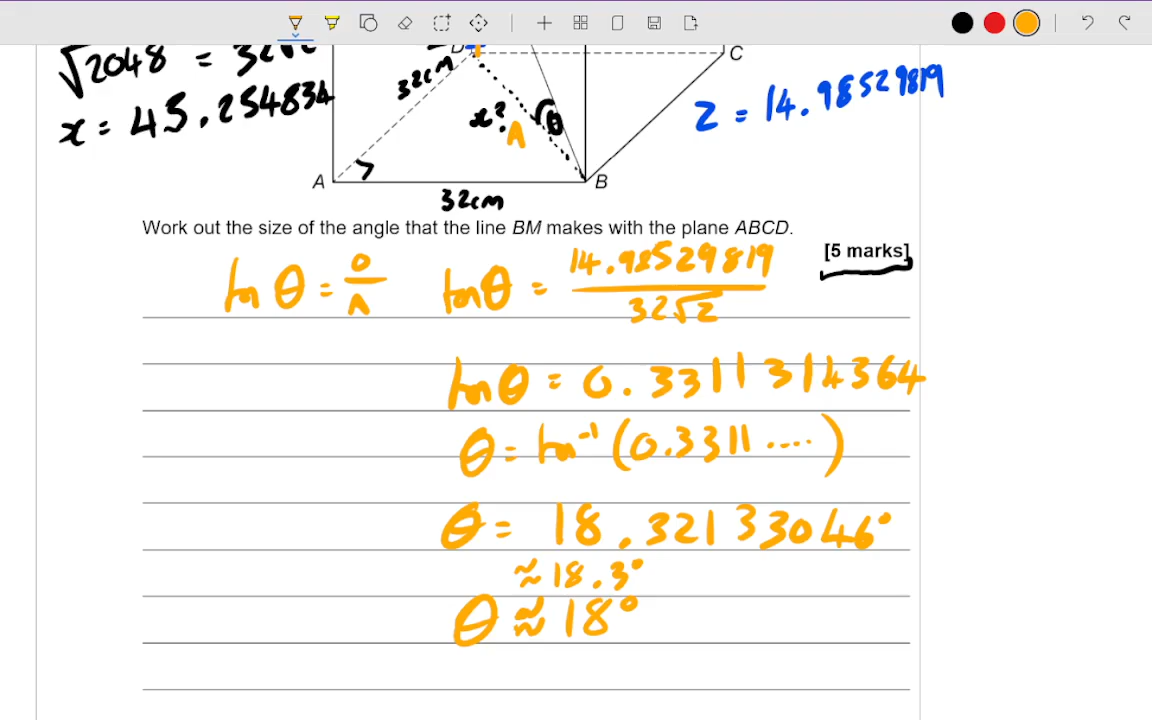 √2048 = 32√2
D
C
32cm
x = 45.254834
x?
θ
A
z = 14.98529819
A
B
32cm
Work out the size of the angle that the line BM makes with the plane ABCD.
[5 marks]
tan θ = O/A
tan θ = 14.98529819/32√2
tan θ = 0.3311314364
θ = tan⁻¹ (0.3311....)
θ = 18.32133046°
≈ 18.3°
θ ≈ 18°